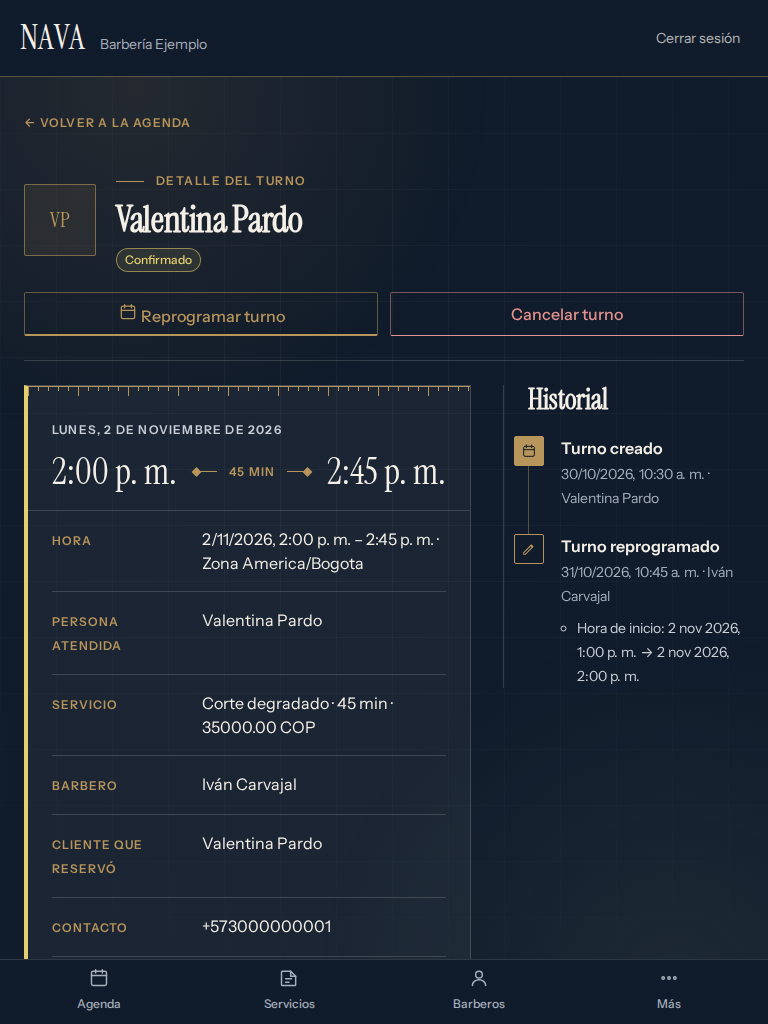 NAVA
Barbería Ejemplo
Cerrar sesión
← VOLVER A LA AGENDA
VP
DETALLE DEL TURNO
Valentina Pardo
Confirmado
Reprogramar turno
Cancelar turno
LUNES, 2 DE NOVIEMBRE DE 2026
2:00 p. m.
45 MIN
2:45 p. m.
HORA
2/11/2026, 2:00 p. m. – 2:45 p. m. ·
Zona America/Bogota
PERSONA
ATENDIDA
Valentina Pardo
SERVICIO
Corte degradado · 45 min ·
35000.00 COP
BARBERO
Iván Carvajal
CLIENTE QUE
RESERVÓ
Valentina Pardo
CONTACTO
+573000000001
Historial
Turno creado
30/10/2026, 10:30 a. m. ·
Valentina Pardo
Turno reprogramado
31/10/2026, 10:45 a. m. · Iván
Carvajal
Hora de inicio: 2 nov 2026,
1:00 p. m. → 2 nov 2026,
2:00 p. m.
Agenda
Servicios
Barberos
Más